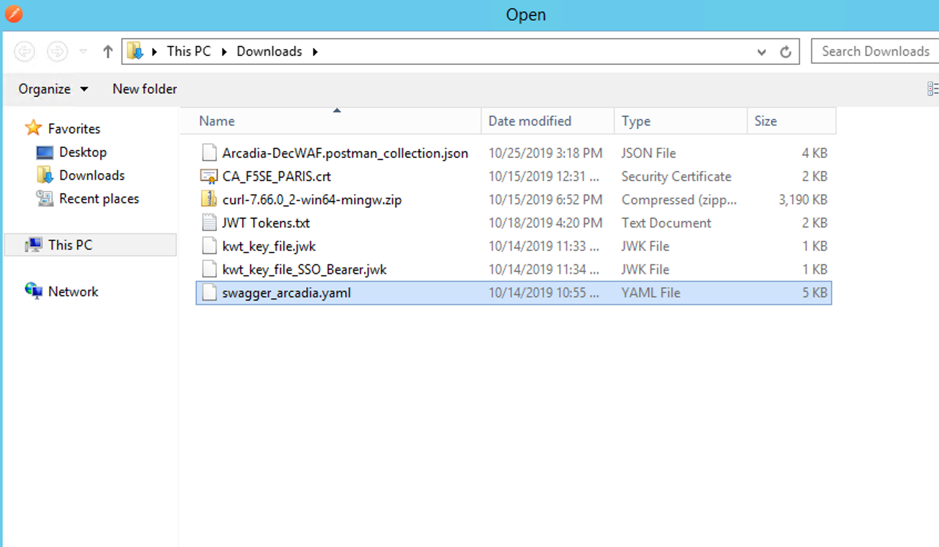 Open
This PC Downloads Search Downloads
Organize New folder
Name Date modified Type Size
Favorites
Desktop
Downloads
Recent places
This PC
Network
Arcadia-DecWAF.postman_collection.json 10/25/2019 3:18 PM JSON File 4 KB
CA_F5SE_PARIS.crt 10/15/2019 12:31 ... Security Certificate 2 KB
curl-7.66.0_2-win64-mingw.zip 10/15/2019 6:52 PM Compressed (zipp... 3,190 KB
JWT Tokens.txt 10/18/2019 4:20 PM Text Document 2 KB
kwt_key_file.jwk 10/14/2019 11:33 ... JWK File 1 KB
kwt_key_file_SSO_Bearer.jwk 10/14/2019 11:34 ... JWK File 1 KB
swagger_arcadia.yaml 10/14/2019 10:55 ... YAML File 5 KB